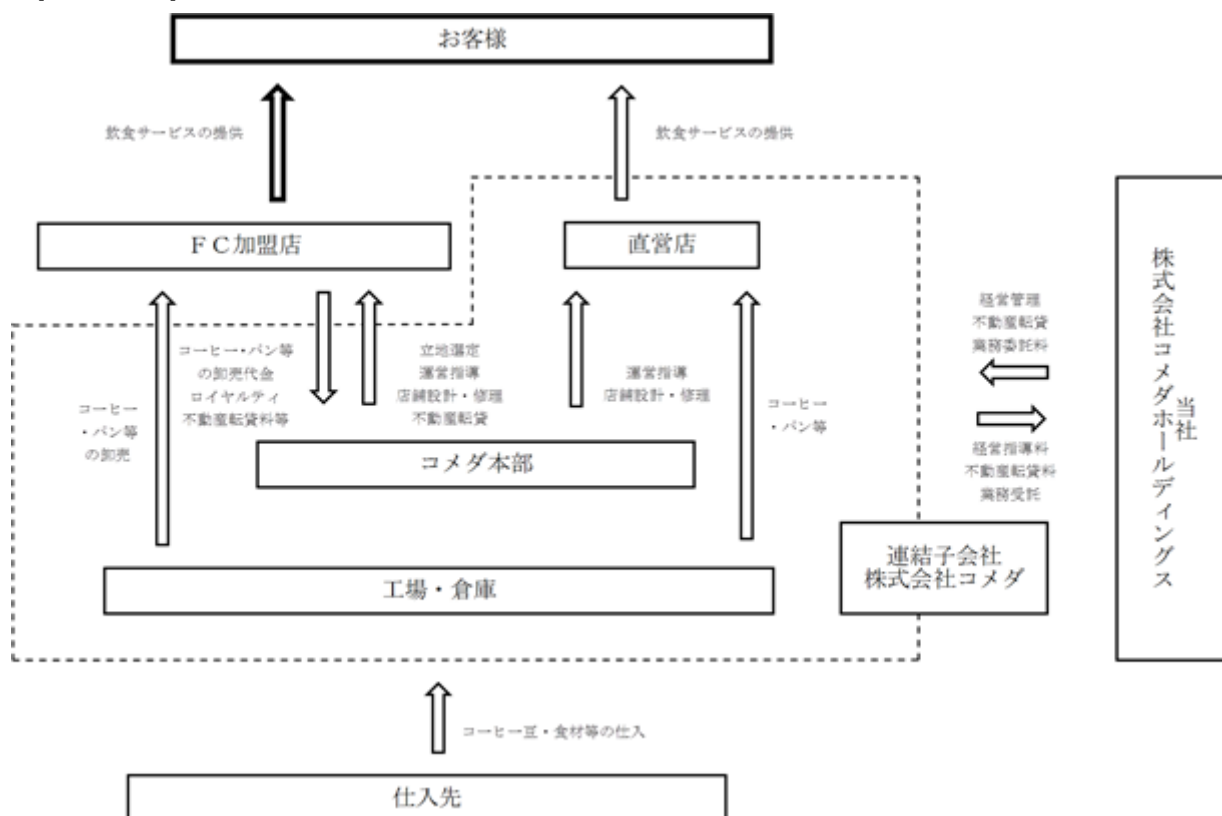 お客様
飲食サービスの提供
飲食サービスの提供
ＦＣ加盟店
直営店
コーヒー・パン等
の卸売代金
ロイヤルティ
不動産転貸料等
立地選定
運営指導
店舗設計・修理
不動産転貸
運営指導
店舗設計・修理
コーヒー
・パン等
の卸売
コーヒー
・パン等
コメダ本部
工場・倉庫
連結子会社
株式会社コメダ
経営管理
不動産転貸
業務委託料
経営指導料
不動産転貸料
業務受託
当社
株式会社コメダホールディングス
コーヒー豆・食材等の仕入
仕入先